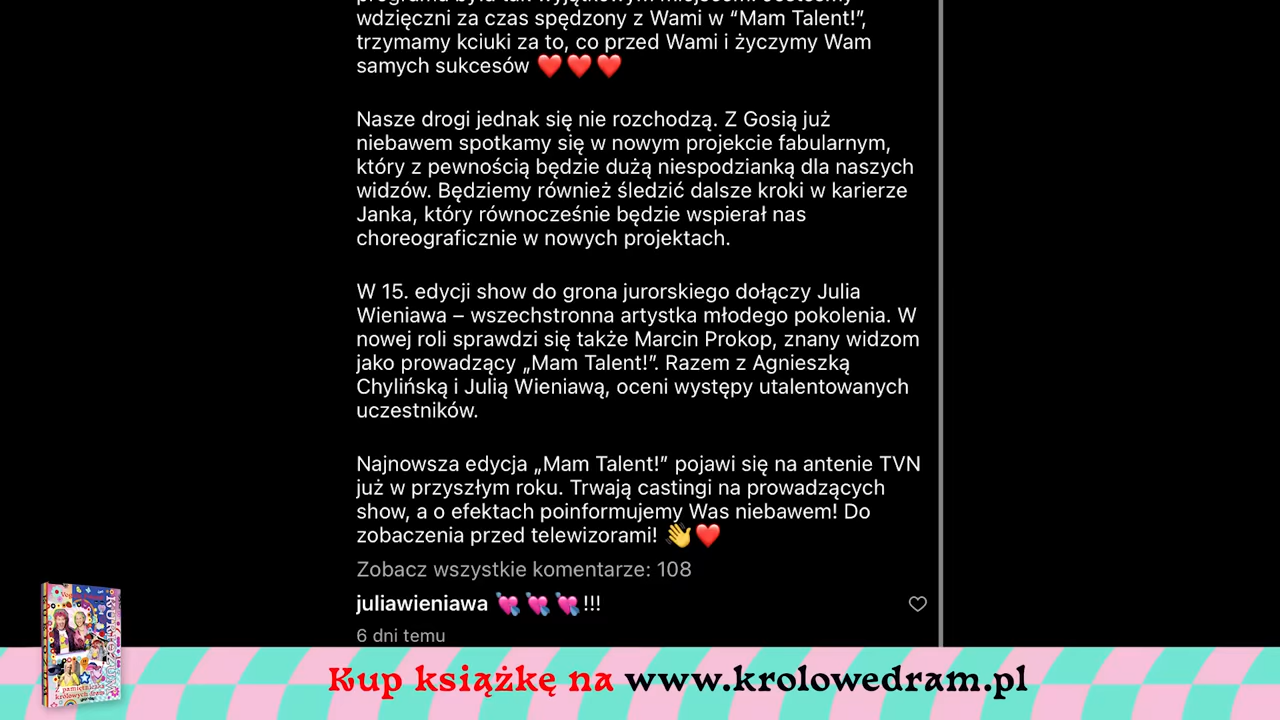 wdzięczni za czas spędzony z Wami w “Mam Talent!”,
trzymamy kciuki za to, co przed Wami i życzymy Wam
samych sukcesów ❤️❤️❤️
Nasze drogi jednak się nie rozchodzą. Z Gosią już
niebawem spotkamy się w nowym projekcie fabularnym,
który z pewnością będzie dużą niespodzianką dla naszych
widzów. Będziemy również śledzić dalsze kroki w karierze
Janka, który równocześnie będzie wspierał nas
choreograficznie w nowych projektach.
W 15. edycji show do grona jurorskiego dołączy Julia
Wieniawa – wszechstronna artystka młodego pokolenia. W
nowej roli sprawdzi się także Marcin Prokop, znany widzom
jako prowadzący „Mam Talent!”. Razem z Agnieszką
Chylińską i Julią Wieniawą, oceni występy utalentowanych
uczestników.
Najnowsza edycja „Mam Talent!” pojawi się na antenie TVN
już w przyszłym roku. Trwają castingi na prowadzących
show, a o efektach poinformujemy Was niebawem! Do
zobaczenia przed telewizorami! 👋❤️
Zobacz wszystkie komentarze: 108
juliawieniawa 💘💘💘!!!
6 dni temu
Z pamiętnika
królowych dram
Kup książkę na www.krolowedram.pl